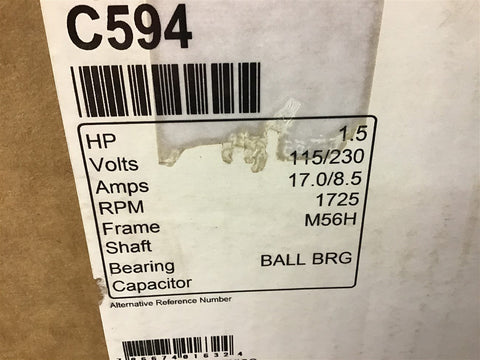 C594
HP 1.5
Volts 115/230
Amps 17.0/8.5
RPM 1725
Frame M56H
Shaft
Bearing BALL BRG
Capacitor
Alternative Reference Number